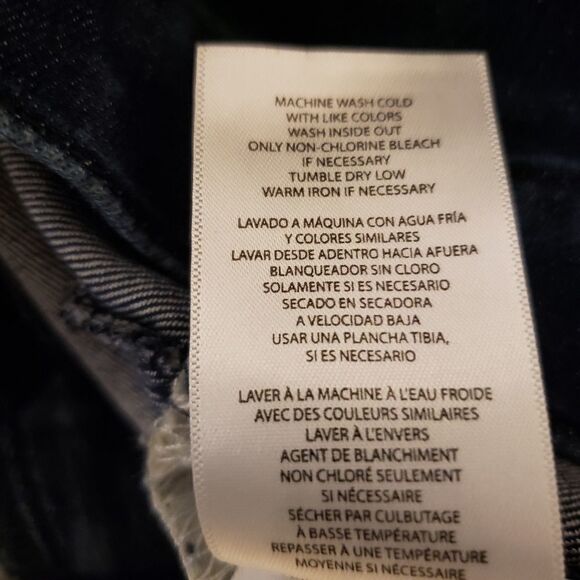 MACHINE WASH COLD
WITH LIKE COLORS
WASH INSIDE OUT
ONLY NON-CHLORINE BLEACH
IF NECESSARY
TUMBLE DRY LOW
WARM IRON IF NECESSARY
LAVADO A MÁQUINA CON AGUA FRÍA
Y COLORES SIMILARES
LAVAR DESDE ADENTRO HACIA AFUERA
BLANQUEADOR SIN CLORO
SOLAMENTE SI ES NECESARIO
SECADO EN SECADORA
A VELOCIDAD BAJA
USAR UNA PLANCHA TIBIA,
SI ES NECESARIO
LAVER À LA MACHINE À L'EAU FROIDE
AVEC DES COULEURS SIMILAIRES
LAVER À L'ENVERS
AGENT DE BLANCHIMENT
NON CHLORÉ SEULEMENT
SI NÉCESSAIRE
SÉCHER PAR CULBUTAGE
À BASSE TEMPÉRATURE
REPASSER À UNE TEMPÉRATURE
MOYENNE SI NÉCESSAIRE